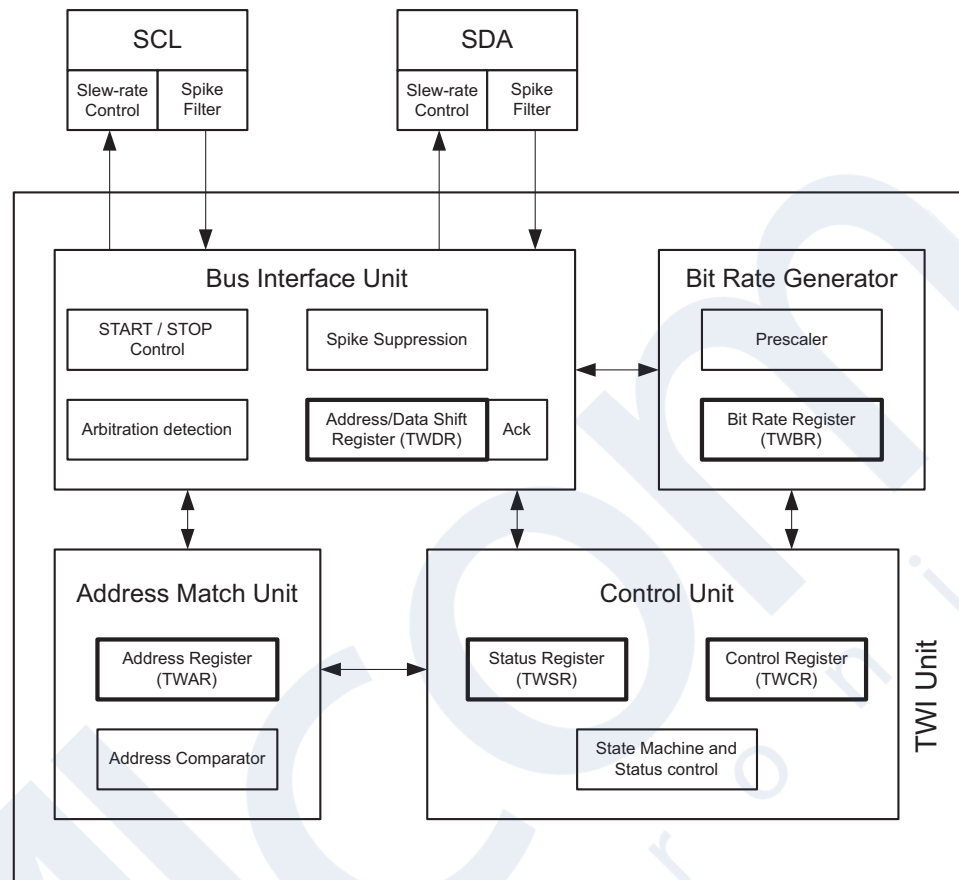 SCL
SDA
Slew-rate
Control
Spike
Filter
Slew-rate
Control
Spike
Filter
Bus Interface Unit
START / STOP
Control
Spike Suppression
Arbitration detection
Address/Data Shift
Register (TWDR)
Ack
Bit Rate Generator
Prescaler
Bit Rate Register
(TWBR)
Address Match Unit
Address Register
(TWAR)
Address Comparator
Control Unit
Status Register
(TWSR)
Control Register
(TWCR)
State Machine and
Status control
TWI Unit